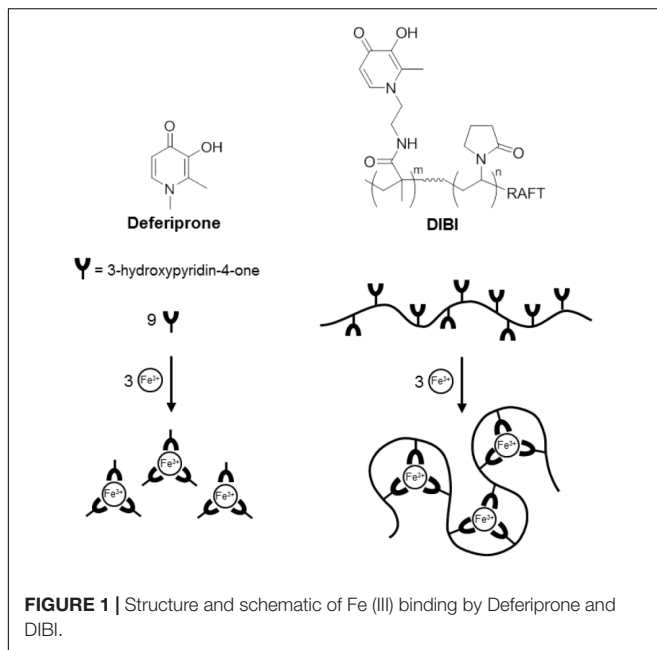 O
OH
N
Deferiprone
O
OH
N
NH
O
m
N
O
n
RAFT
DIBI
= 3-hydroxypyridin-4-one
9
3 Fe³⁺
3 Fe³⁺
Fe³⁺
Fe³⁺
Fe³⁺
Fe³⁺
Fe³⁺
Fe³⁺
FIGURE 1 | Structure and schematic of Fe (III) binding by Deferiprone and
DIBI.